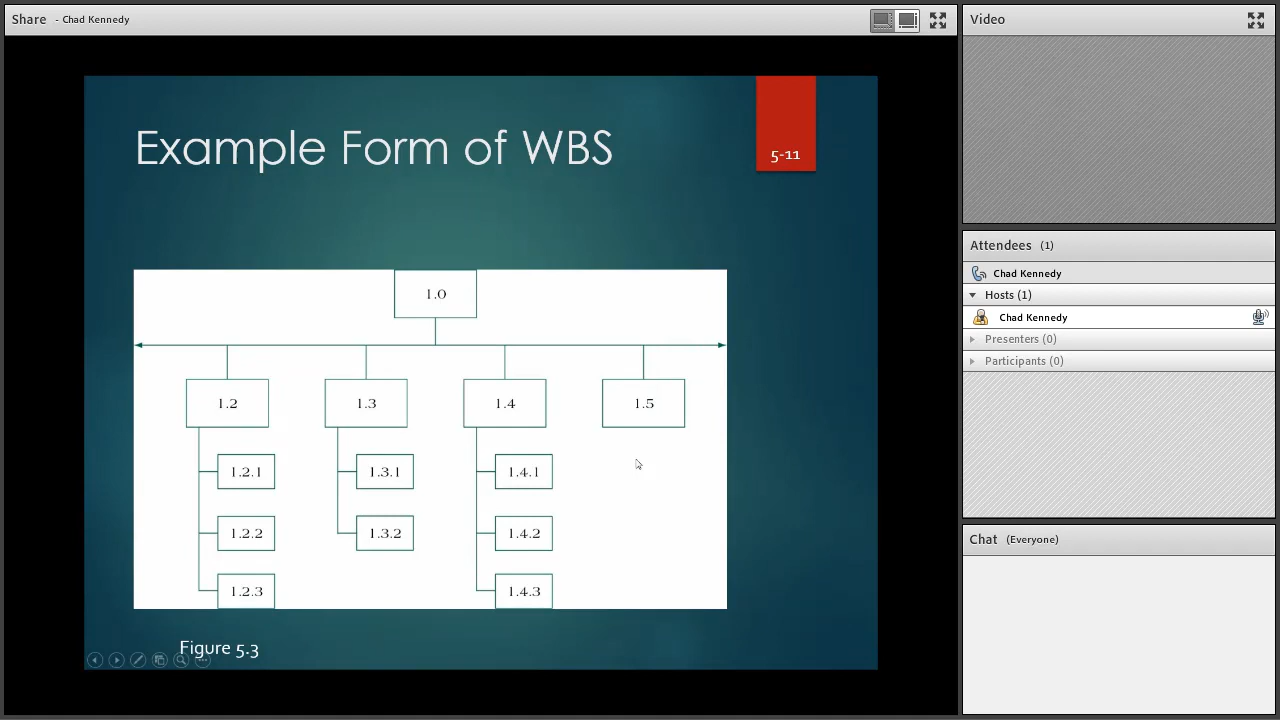 Share - Chad Kennedy
Video
Example Form of WBS
5-11
1.0
1.2 1.3 1.4 1.5
1.2.1 1.3.1 1.4.1
1.2.2 1.3.2 1.4.2
1.2.3 1.4.3
Figure 5.3
Attendees (1)
Chad Kennedy
Hosts (1)
Chad Kennedy
Presenters (0)
Participants (0)
Chat (Everyone)